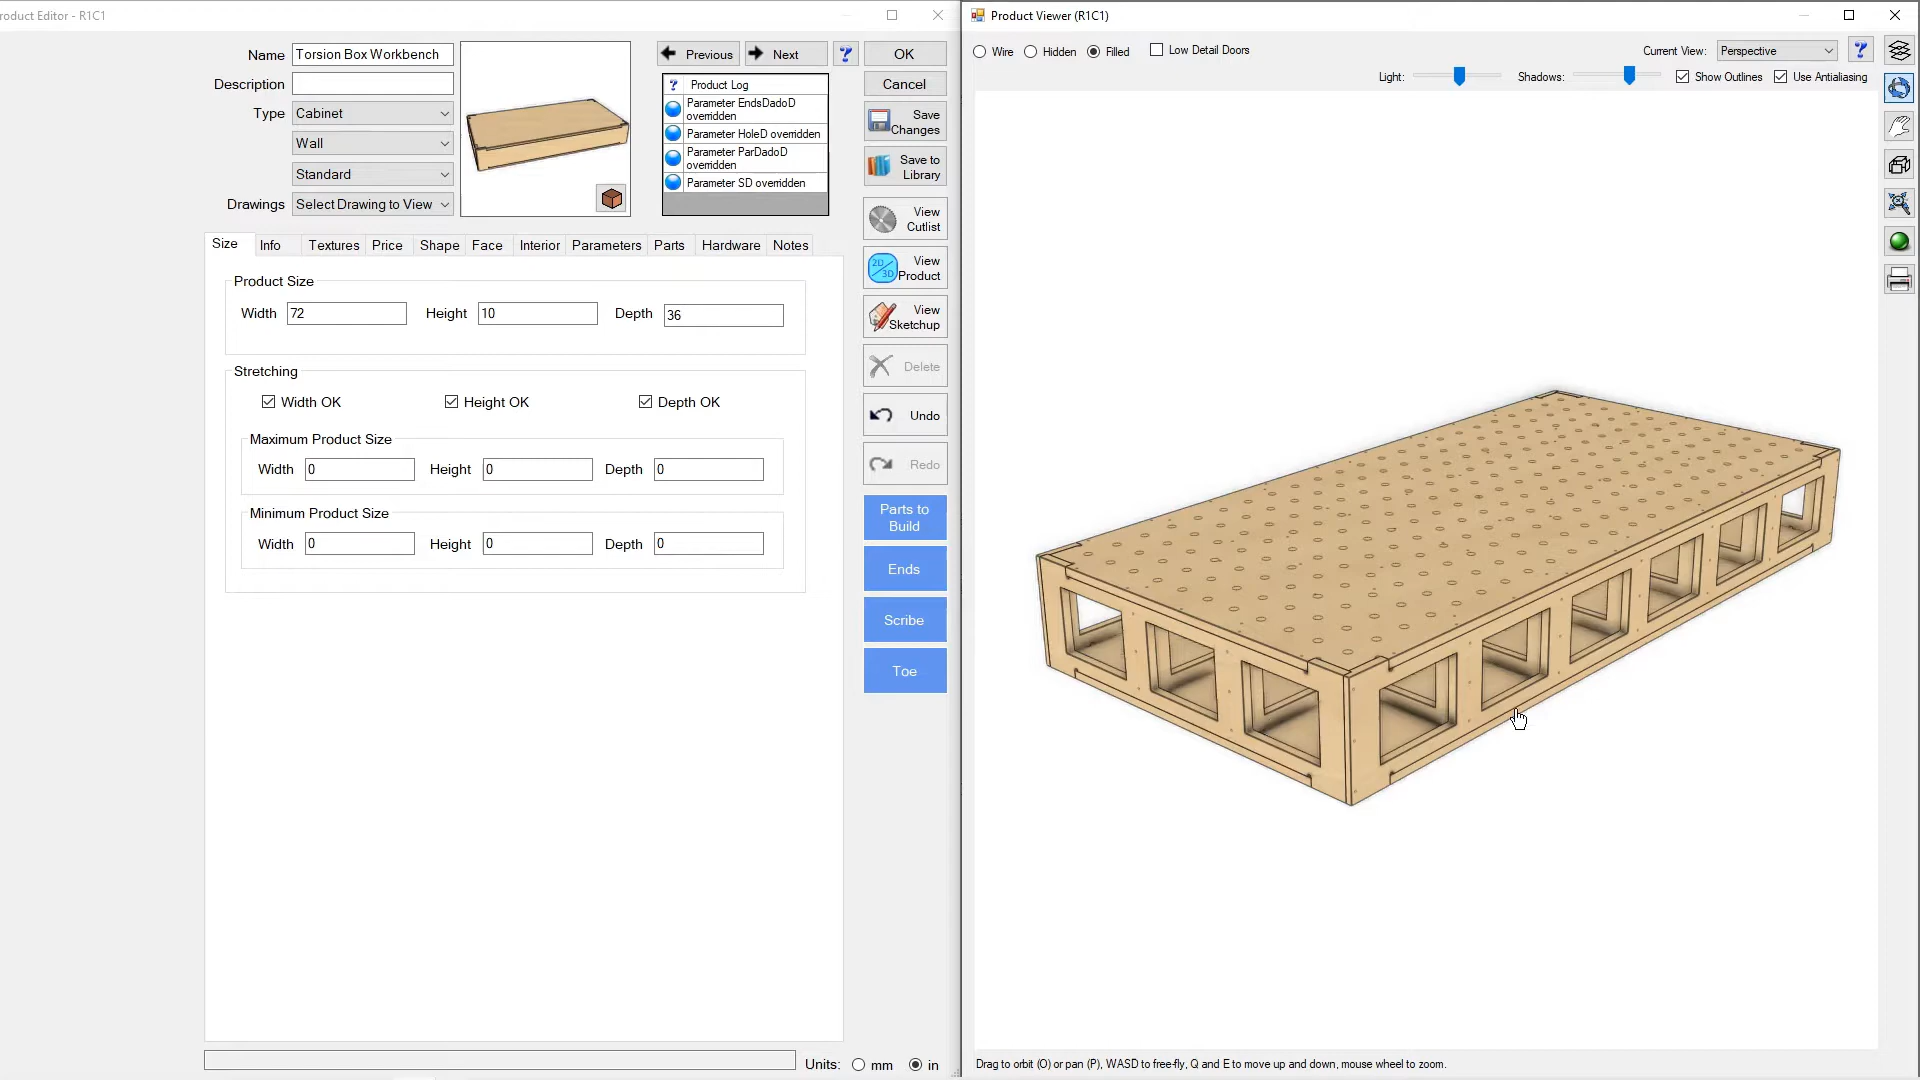 roduct Editor - R1C1
Product Viewer (R1C1)
Name
Torsion Box Workbench
Description
Type
Cabinet
Wall
Standard
Drawings
Select Drawing to View
Previous
Next
?
OK
? Product Log
Parameter EndsDadoD
overridden
Parameter HoleD overridden
Parameter ParDadoD
overridden
Parameter SD overridden
Cancel
Save
Changes
Save to
Library
View
Cutlist
2D/3D
View
Product
View
Sketchup
Delete
Undo
Redo
Parts to
Build
Ends
Scribe
Toe
Size Info Textures Price Shape Face Interior Parameters Parts Hardware Notes
Product Size
Width 72 Height 10 Depth 36
Stretching
Width OK Height OK Depth OK
Maximum Product Size
Width 0 Height 0 Depth 0
Minimum Product Size
Width 0 Height 0 Depth 0
Units: mm in
Wire Hidden Filled Low Detail Doors
Current View: Perspective ?
Light: Shadows: Show Outlines Use Antialiasing
Drag to orbit (O) or pan (P), WASD to free-fly, Q and E to move up and down, mouse wheel to zoom.